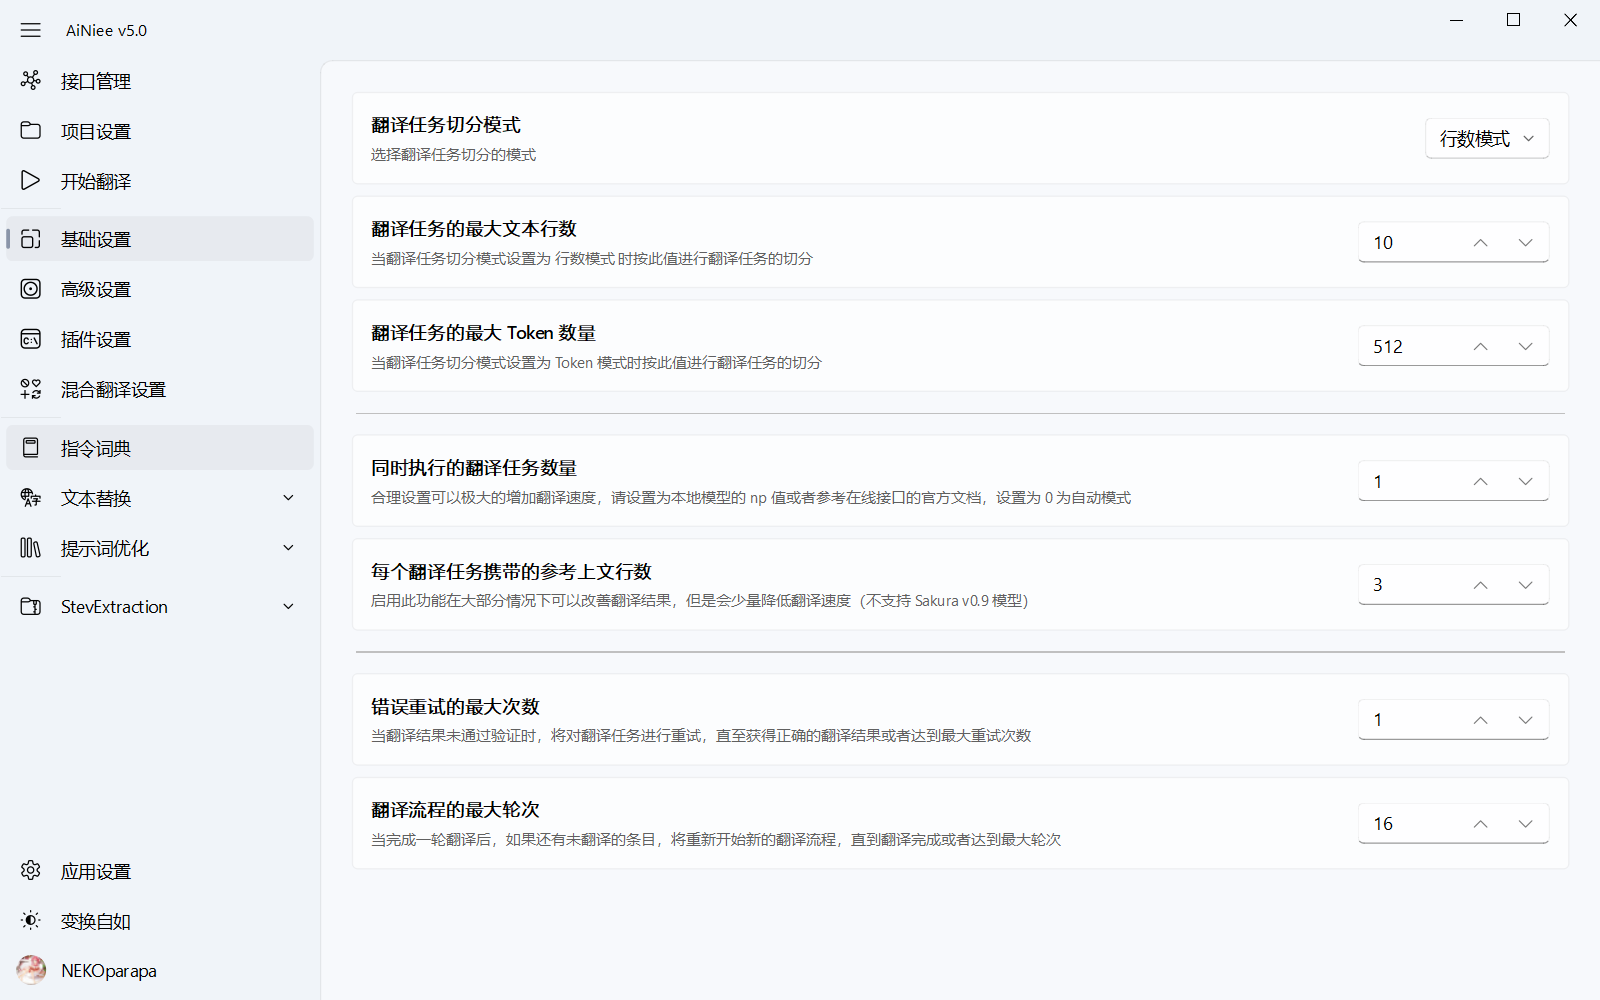 AiNiee v5.0
接口管理
项目设置
开始翻译
基础设置
高级设置
插件设置
混合翻译设置
指令词典
文本替换
提示词优化
StevExtraction
应用设置
变换自如
NEKOparapa
翻译任务切分模式
选择翻译任务切分的模式
行数模式
翻译任务的最大文本行数
当翻译任务切分模式设置为 行数模式 时按此值进行翻译任务的切分
10
翻译任务的最大 Token 数量
当翻译任务切分模式设置为 Token 模式时按此值进行翻译任务的切分
512
同时执行的翻译任务数量
合理设置可以极大的增加翻译速度，请设置为本地模型的 np 值或者参考在线接口的官方文档，设置为 0 为自动模式
1
每个翻译任务携带的参考上文行数
启用此功能在大部分情况下可以改善翻译结果，但是会少量降低翻译速度（不支持 Sakura v0.9 模型）
3
错误重试的最大次数
当翻译结果未通过验证时，将对翻译任务进行重试，直至获得正确的翻译结果或者达到最大重试次数
1
翻译流程的最大轮次
当完成一轮翻译后，如果还有未翻译的条目，将重新开始新的翻译流程，直到翻译完成或者达到最大轮次
16